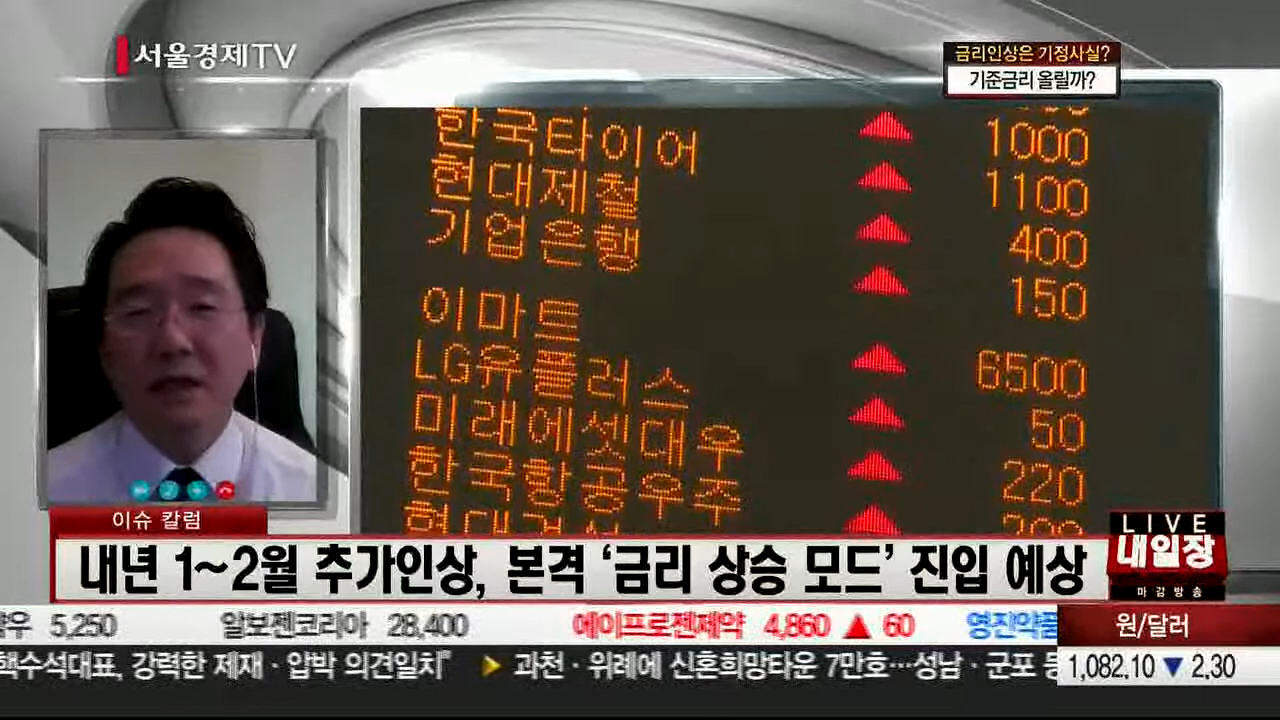 서울경제TV
금리인상은 기정사실?
기준금리 올릴까?
한국타이어 ▲ 1000
현대제철 ▲ 1100
기업은행 ▲ 400
▲ 150
이마트 ▲ 6500
LG유플러스 ▲ 50
미래에셋대우 ▲ 220
한국항공우주
이슈 칼럼
내년 1~2월 추가인상, 본격 ‘금리 상승 모드’ 진입 예상
LIVE
내일장
마감방송
5,250 알보젠코리아 28,400 에이프로젠제약 4,860 ▲ 60 영진약품
원/달러
핵수석대표, 강력한 제재·압박 의견일치" ▶ 과천·위례에 신혼희망타운 7만호…성남·군포 등
1,082.10 ▼ 2.30